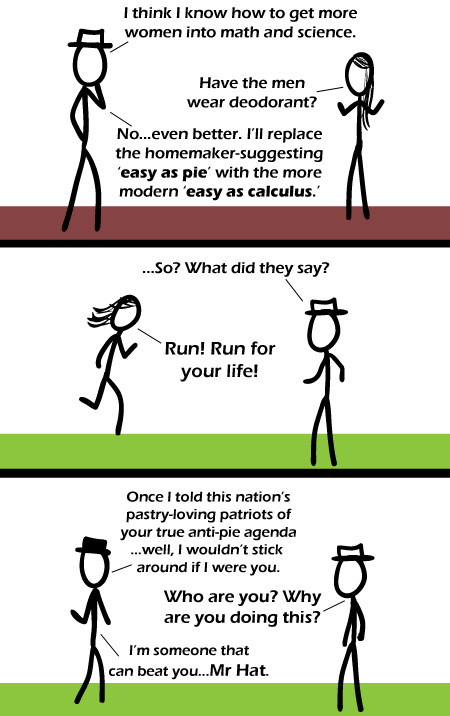 I think I know how to get more
women into math and science.
Have the men
wear deodorant?
No...even better. I'll replace
the homemaker-suggesting
'easy as pie' with the more
modern 'easy as calculus.'
...So? What did they say?
Run! Run for
your life!
Once I told this nation's
pastry-loving patriots of
your true anti-pie agenda
...well, I wouldn't stick
around if I were you.
Who are you? Why
are you doing this?
I'm someone that
can beat you...Mr Hat.